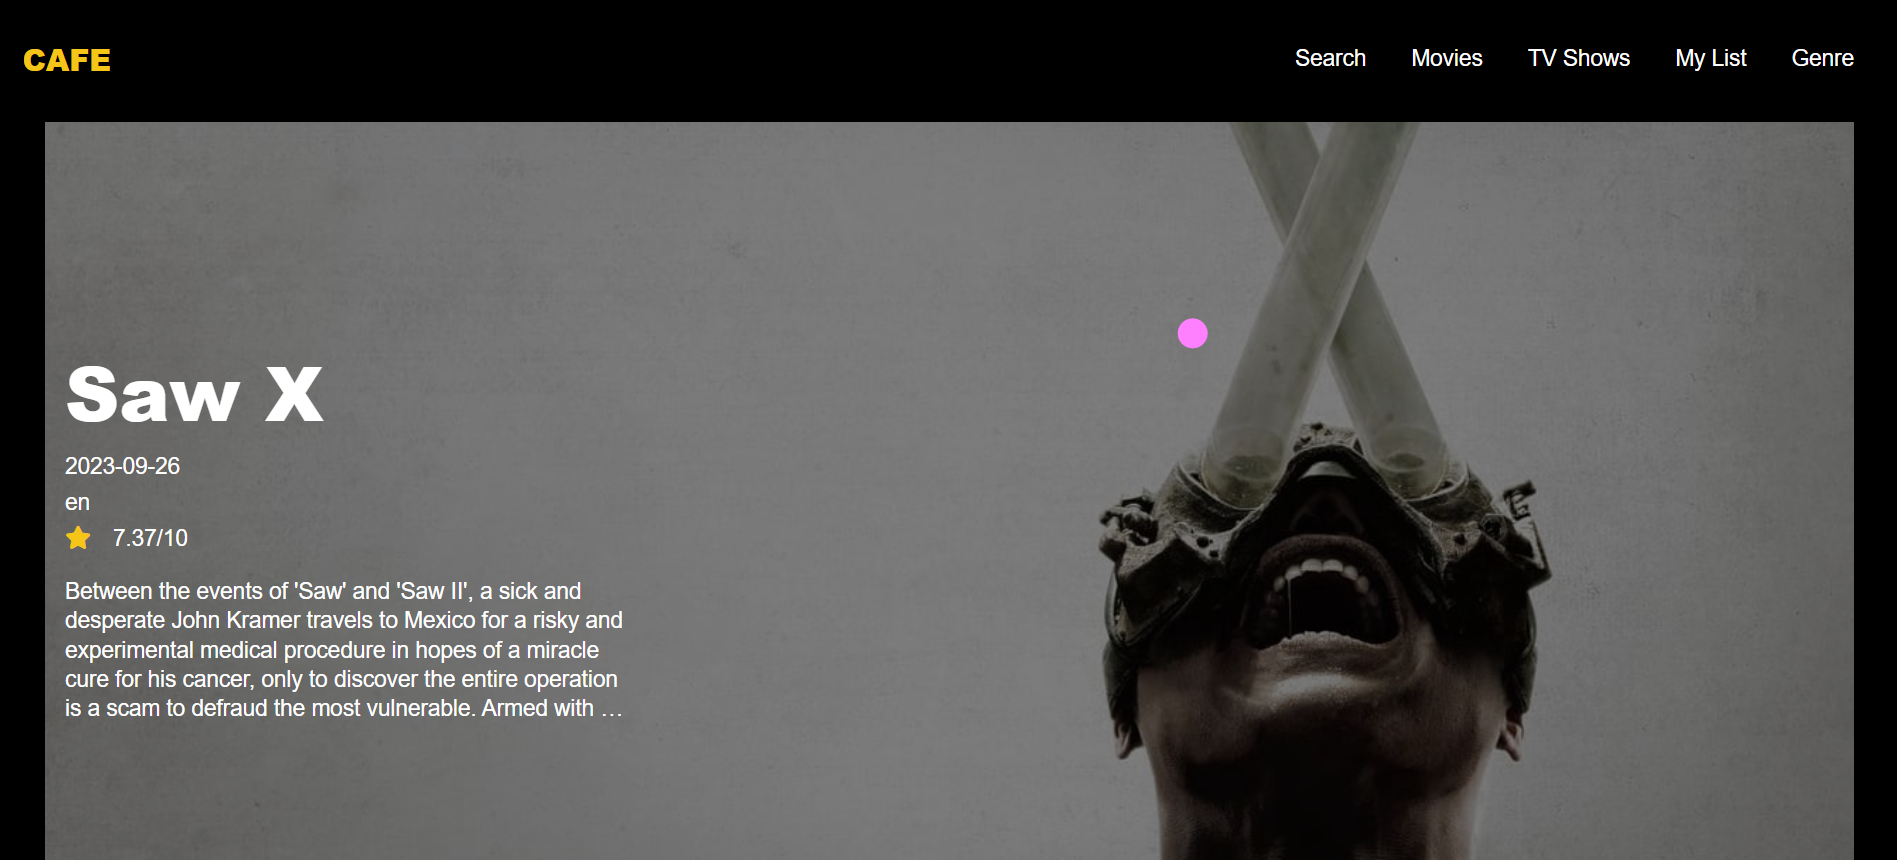 CAFE
Search
Movies
TV Shows
My List
Genre
Saw X
2023-09-26
en
7.37/10
Between the events of 'Saw' and 'Saw II', a sick and
desperate John Kramer travels to Mexico for a risky and
experimental medical procedure in hopes of a miracle
cure for his cancer, only to discover the entire operation
is a scam to defraud the most vulnerable. Armed with …